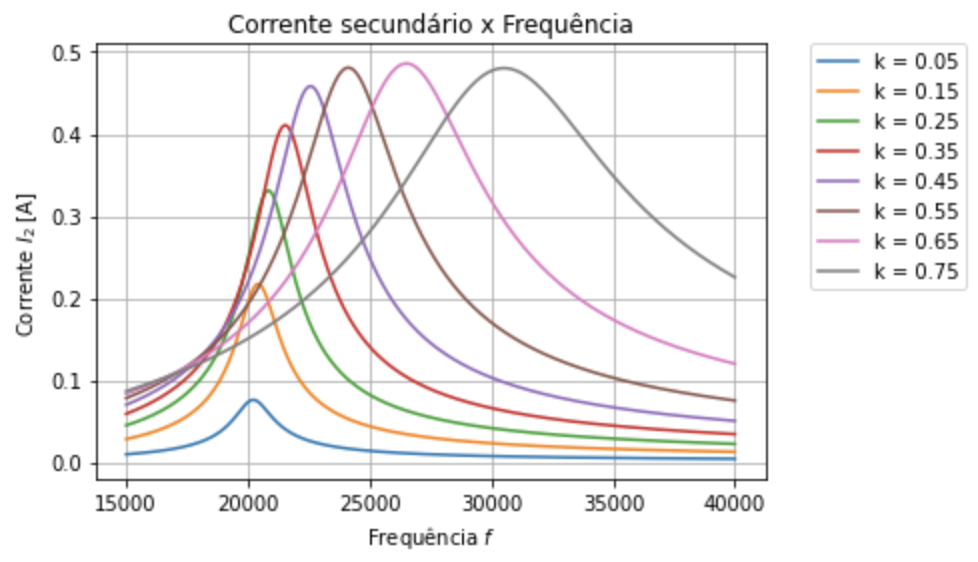 Corrente secundário x Frequência
Corrente I₂ [A]
0.5
0.4
0.3
0.2
0.1
0.0
15000 20000 25000 30000 35000 40000
Frequência f
k = 0.05
k = 0.15
k = 0.25
k = 0.35
k = 0.45
k = 0.55
k = 0.65
k = 0.75